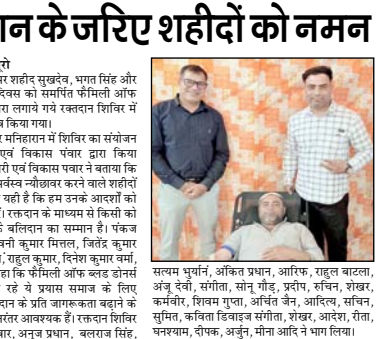 ान के जरिए शहीदों को नमन
रो
र शहीद सुखदेव, भगत सिंह और
दिवस को समर्पित फैमिली ऑफ
रा लगाये गये रक्तदान शिविर में
किया गया।
र मनिहारान में शिविर का संयोजन
एवं विकास पंवार द्वारा किया
री एवं विकास पवार ने बताया कि
र्वस्व न्यौछावर करने वाले शहीदों
यही है कि हम उनके आदर्शों को
। रक्तदान के माध्यम से किसी को
के बलिदान का सम्मान है। पंकज
वनी कुमार मित्तल, जितेंद्र कुमार
, राहुल कुमार, दिनेश कुमार वर्मा,
हा कि फैमिली ऑफ ब्लड डोनर्स
रहे ये प्रयास समाज के लिए
दान के प्रति जागरूकता बढ़ाने के
रंतर आवश्यक हैं। रक्तदान शिविर
ार, अनुज प्रधान, बलराज सिंह,
सत्यम भुर्यानं, अंकित प्रधान, आरिफ, राहुल बाटला,
अंजू देवी, संगीता, सोनू गौड़, प्रदीप, रुचिन, शेखर,
कर्मवीर, शिवम गुप्ता, अर्चित जैन, आदित्य, सचिन,
सुमित, कविता डिवाइज संगीता, शेखर, आदेश, रीता,
घनश्याम, दीपक, अर्जुन, मीना आदि ने भाग लिया।